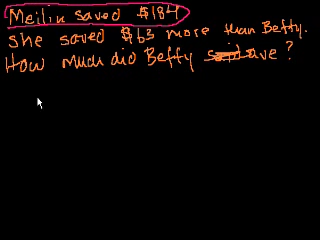 Meilin saved $184
she saved $63 more than Betty.
How much did Betty save?